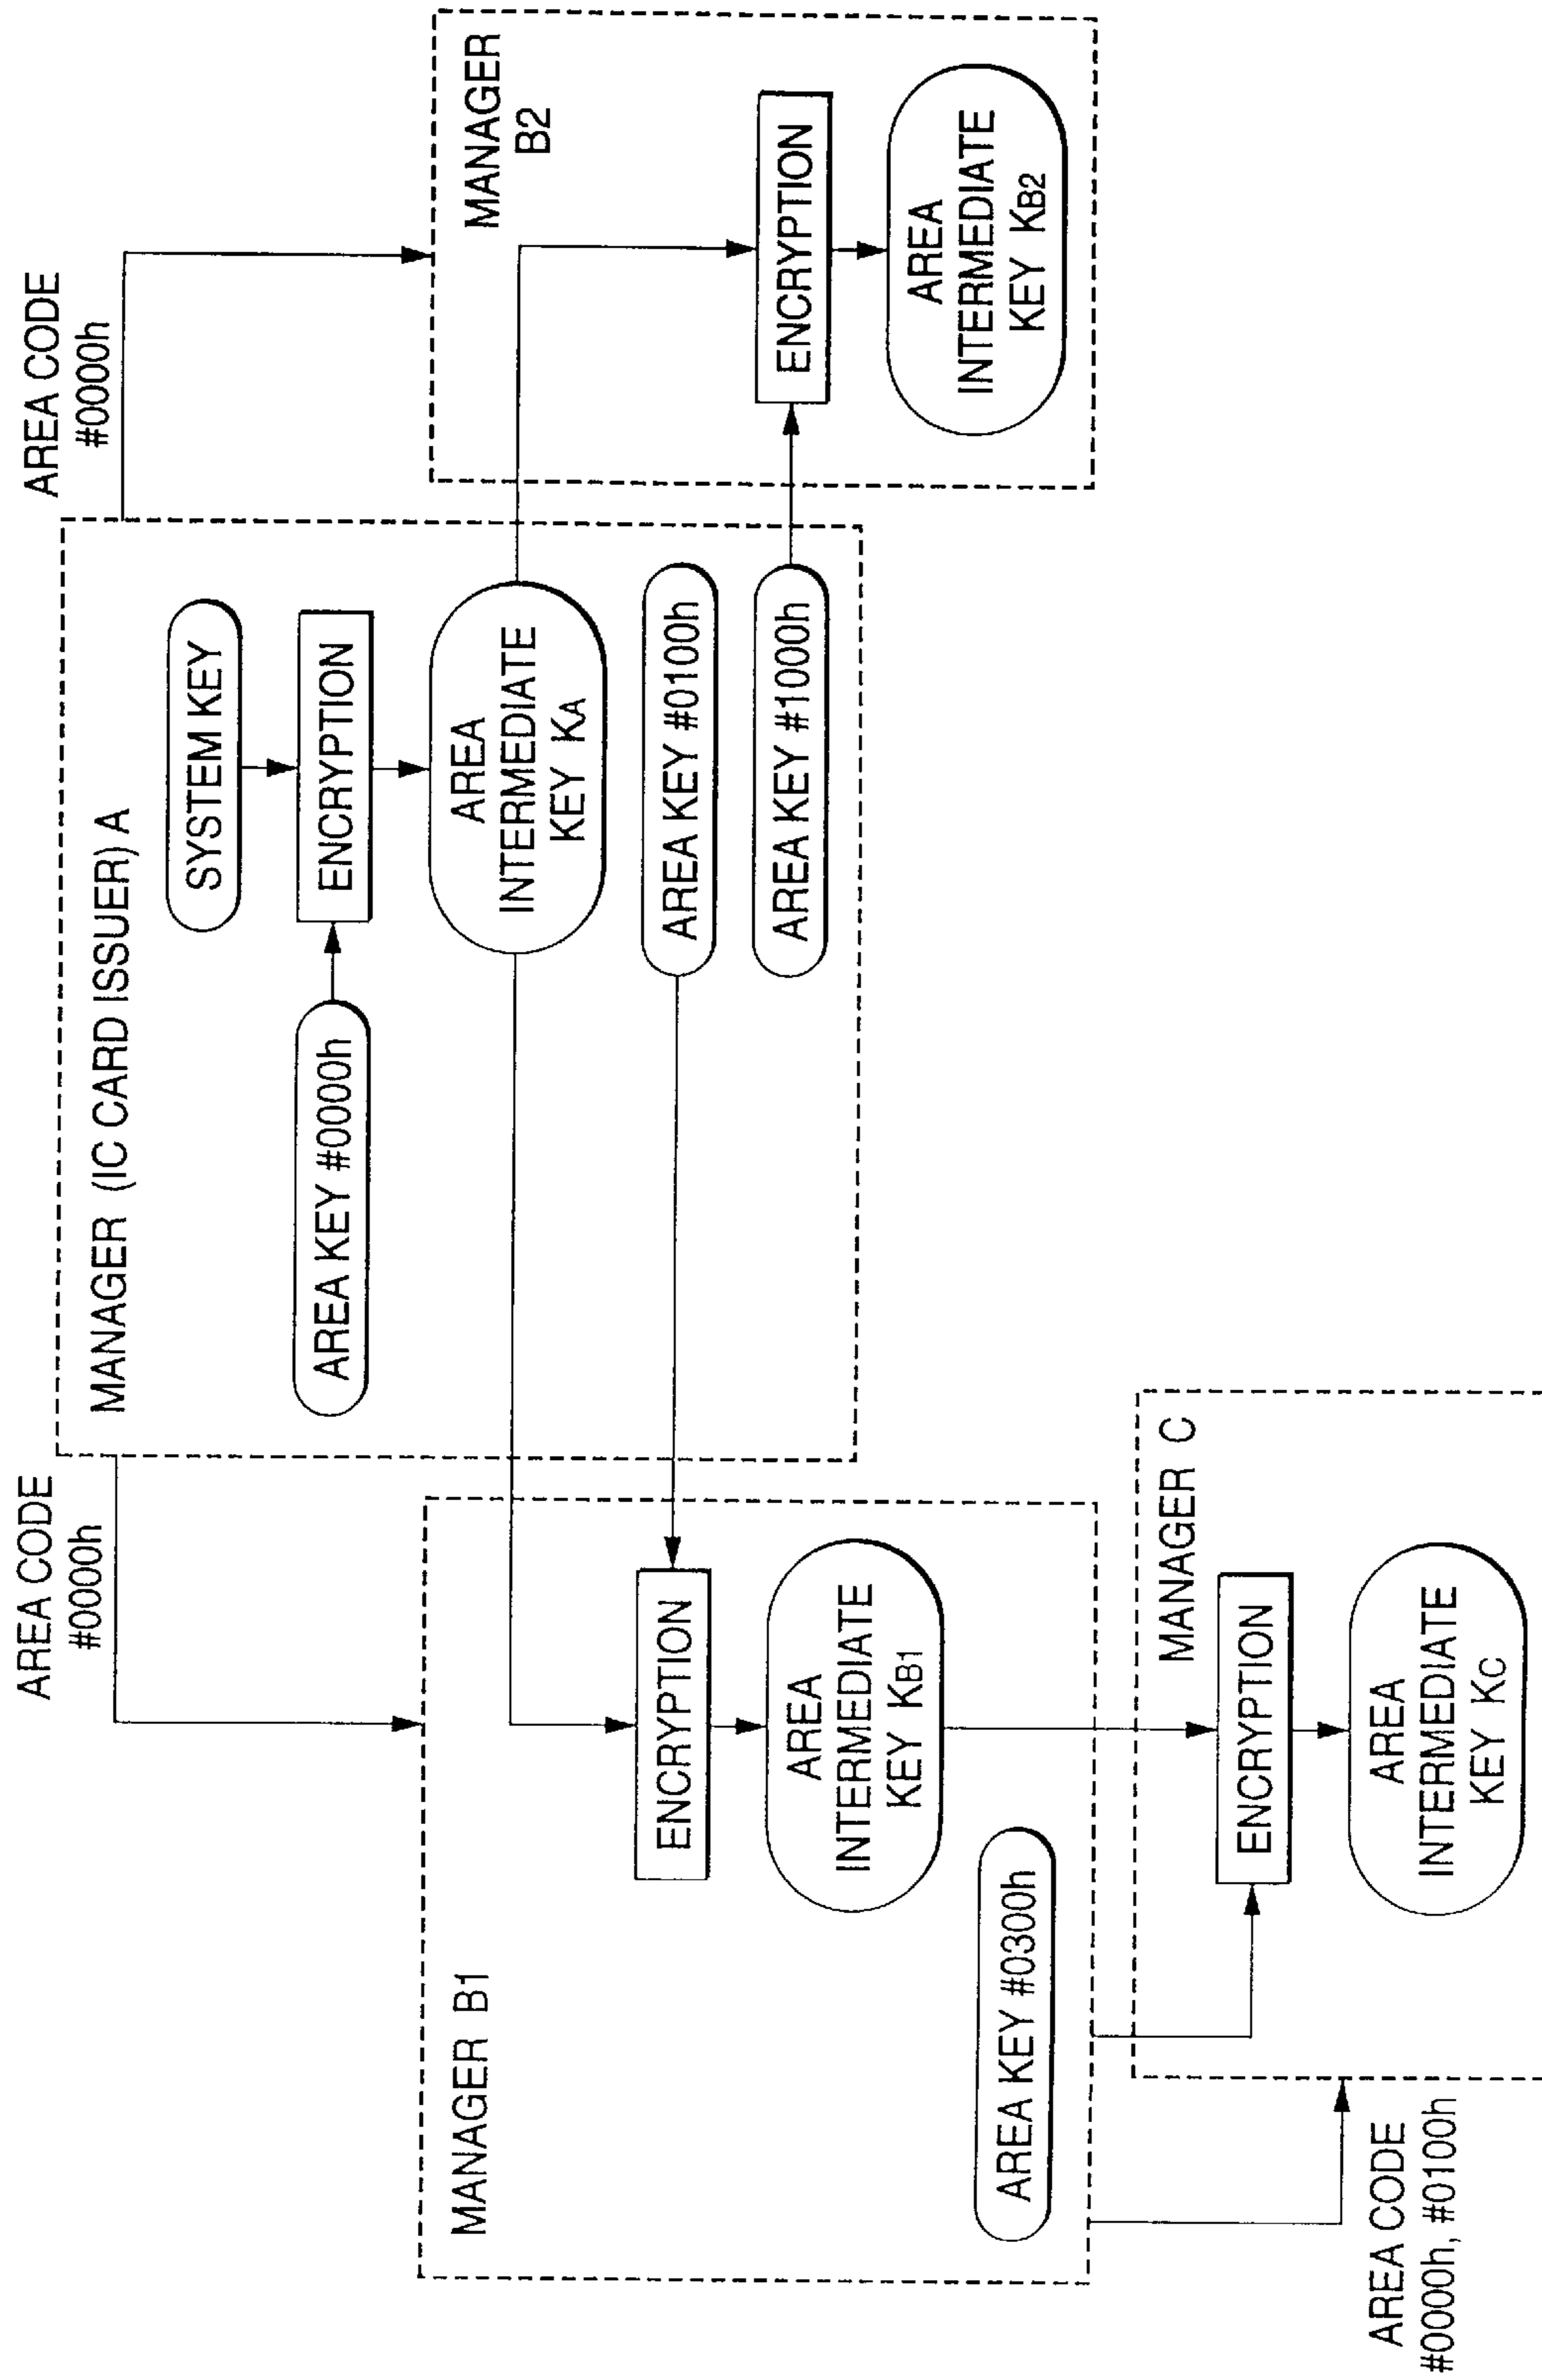 AREA CODE
#0000h
AREA CODE
#0000h
MANAGER (IC CARD ISSUER) A
SYSTEM KEY
AREA KEY #0000h
ENCRYPTION
AREA
INTERMEDIATE
KEY KA
AREA KEY #0100h
AREA KEY #1000h
MANAGER
B2
ENCRYPTION
AREA
INTERMEDIATE
KEY KB2
MANAGER B1
ENCRYPTION
AREA
INTERMEDIATE
KEY KB1
AREA KEY #0300h
MANAGER C
ENCRYPTION
AREA
INTERMEDIATE
KEY KC
AREA CODE
#0000h, #0100h